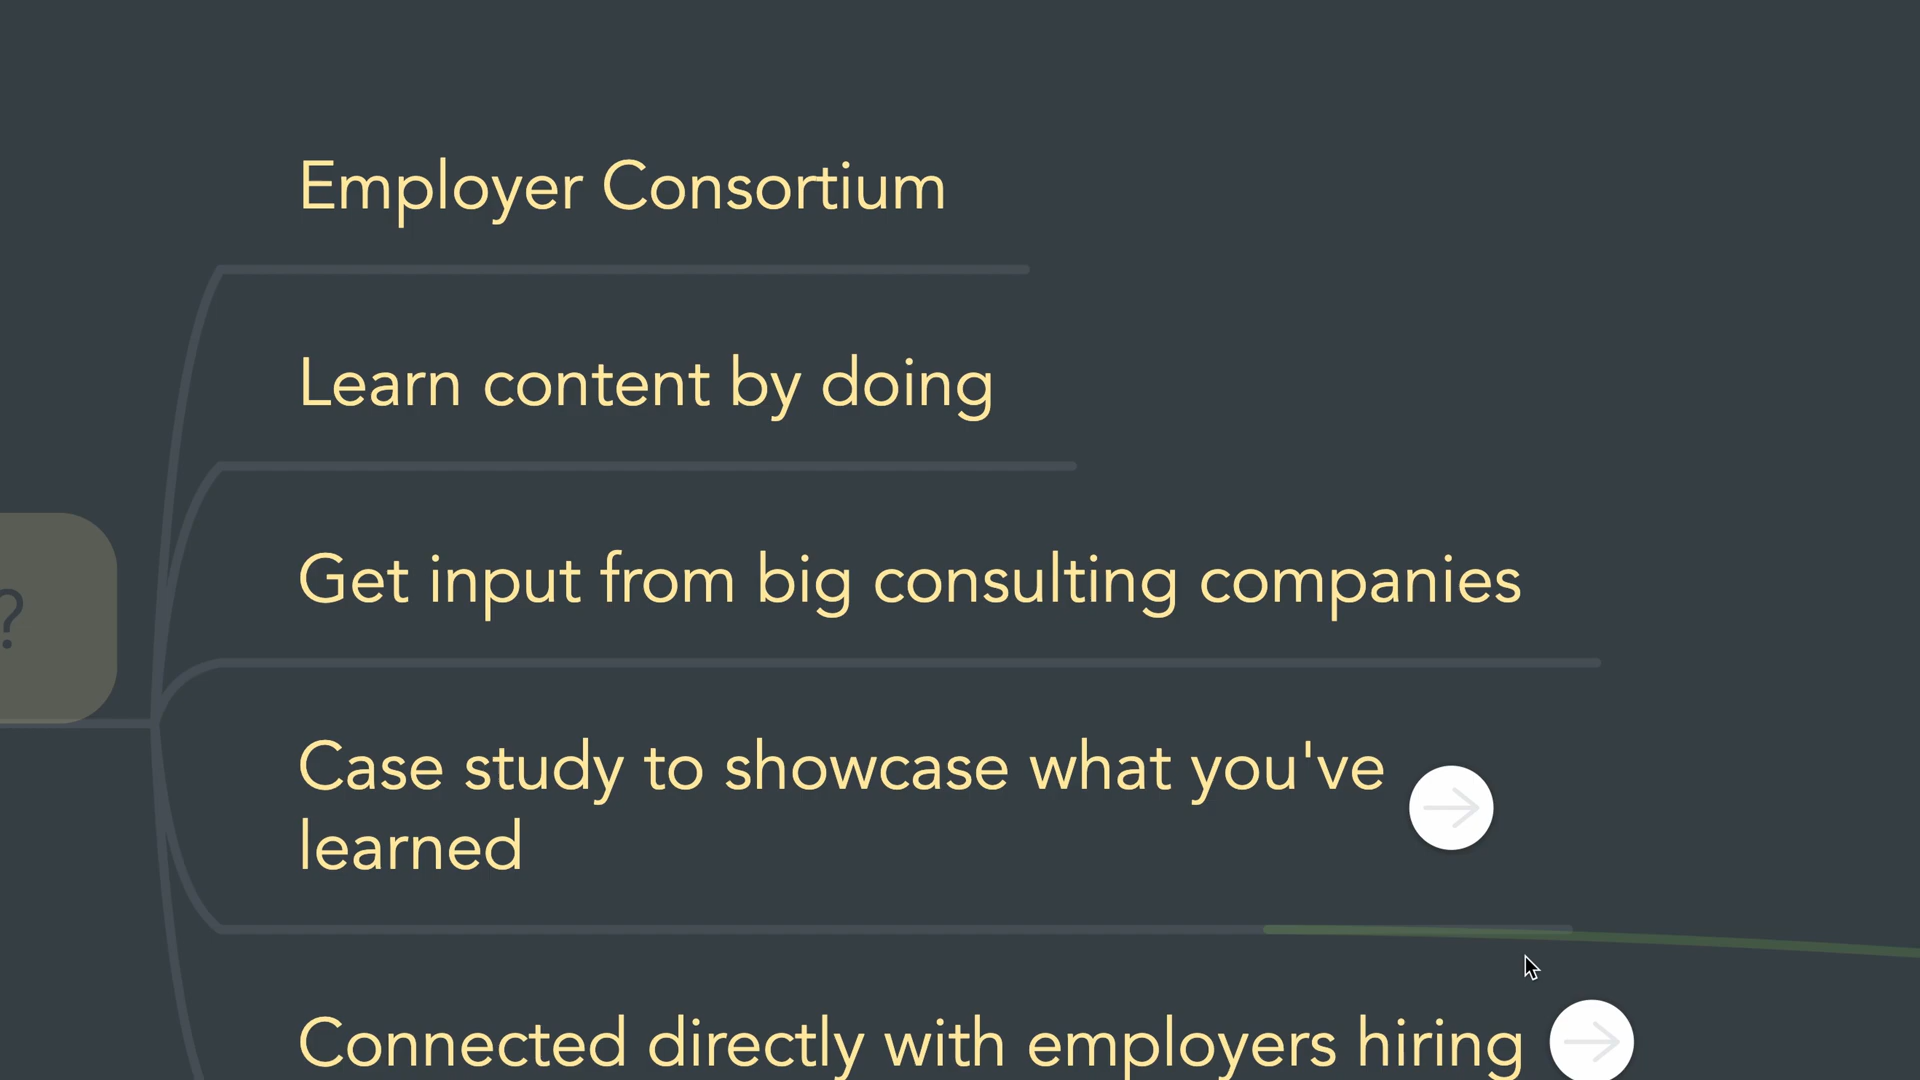 Employer Consortium
Learn content by doing
?
Get input from big consulting companies
Case study to showcase what you've
learned
Connected directly with employers hiring